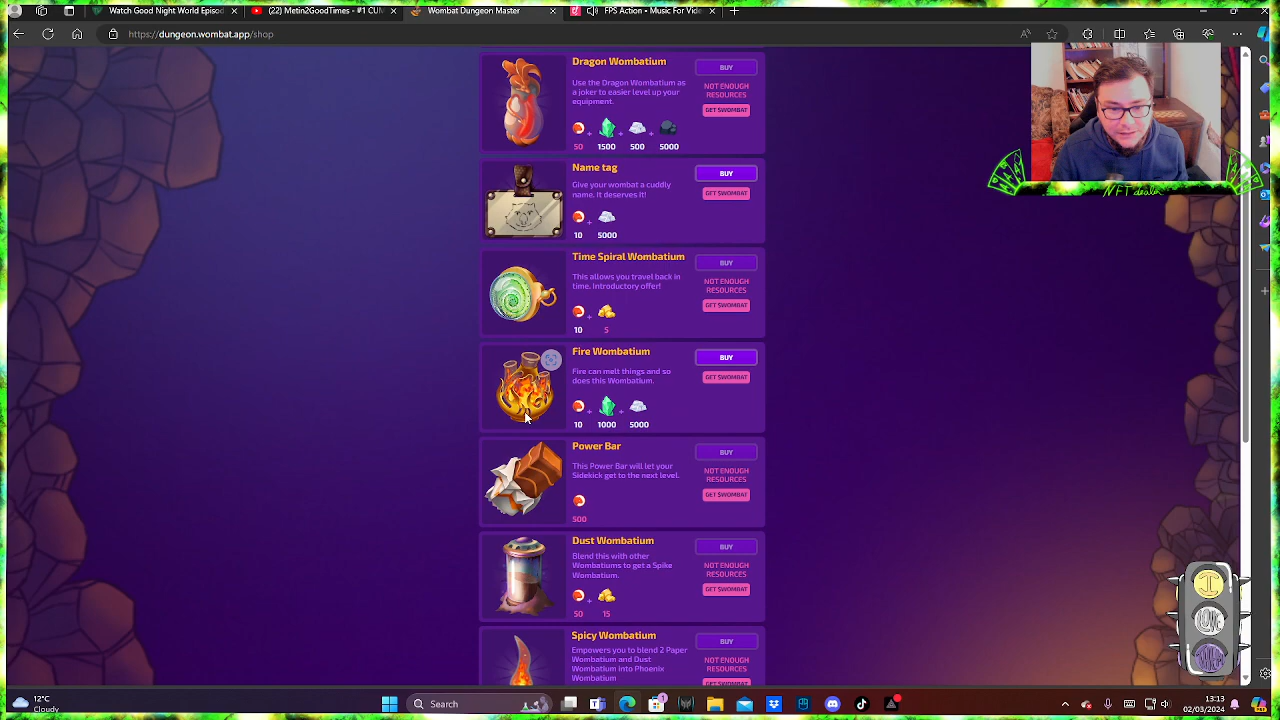 Watch Good Night World Episod
(22) Metin2GoodTimes - #1 CUM
Wombat Dungeon Master
FPS Action - Music For Vide
https://dungeon.wombat.app/shop
Dragon Wombatium
BUY
Use the Dragon Wombatium as
a joker to easier level up your
equipment.
NOT ENOUGH
RESOURCES
GET $WOMBAT
50
1500
500
5000
Name tag
BUY
Give your wombat a cuddly
name. It deserves it!
GET $WOMBAT
10
5000
Time Spiral Wombatium
BUY
This allows you travel back in
time. Introductory offer!
NOT ENOUGH
RESOURCES
GET $WOMBAT
10
5
Fire Wombatium
BUY
Fire can melt things and so
does this Wombatium.
GET $WOMBAT
10
1000
5000
Power Bar
BUY
This Power Bar will let your
Sidekick get to the next level.
NOT ENOUGH
RESOURCES
GET $WOMBAT
500
Dust Wombatium
BUY
Blend this with other
Wombatiums to get a Spike
Wombatium.
NOT ENOUGH
RESOURCES
GET $WOMBAT
50
15
Spicy Wombatium
BUY
Empowers you to blend 2 Paper
Wombatium and Dust
Wombatium into Phoenix
Wombatium
NOT ENOUGH
RESOURCES
GET $WOMBAT
NFT dealer
12°C
Cloudy
Search
1
13:13
02/03/2024